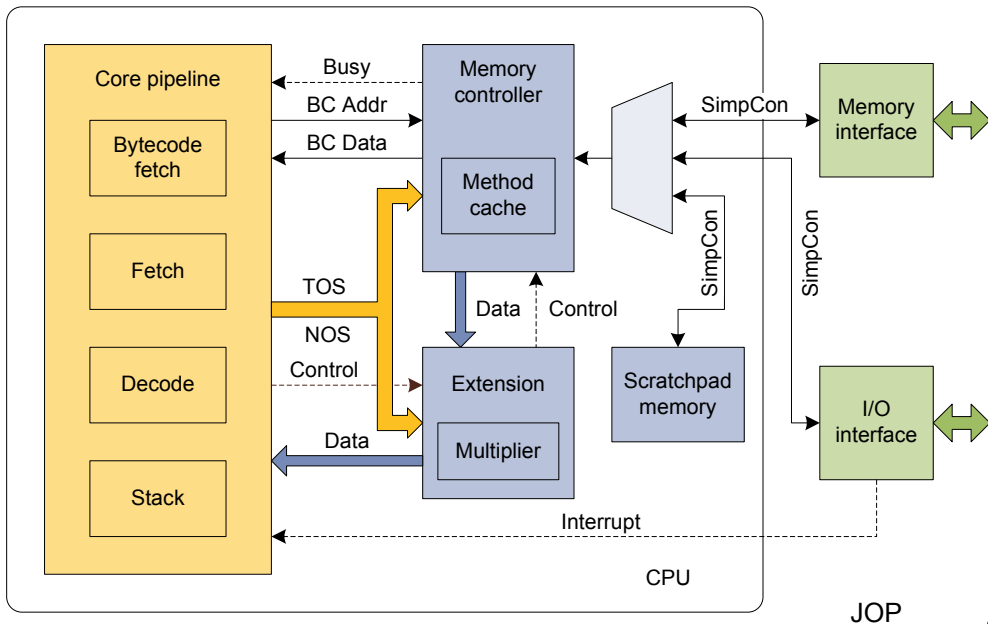 Core pipeline
Bytecode
fetch
Fetch
Decode
Stack
Busy
BC Addr
BC Data
TOS
NOS
Control
Data
Memory
controller
Method
cache
Data
Control
Extension
Multiplier
SimpCon
SimpCon
SimpCon
Scratchpad
memory
Memory
interface
I/O
interface
Interrupt
CPU
JOP